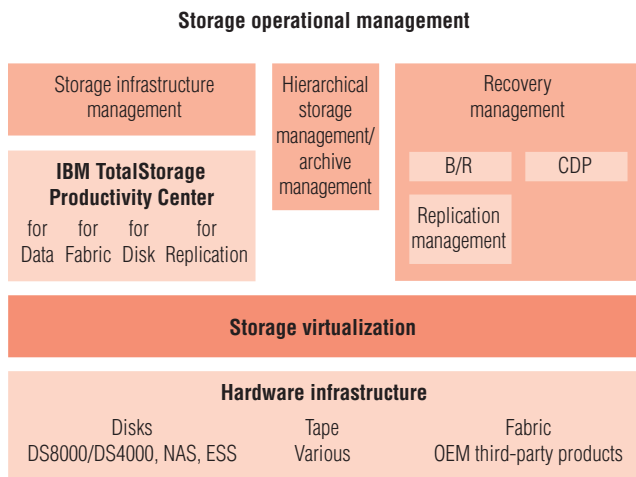 Storage operational management
Storage infrastructure
management
IBM TotalStorage
Productivity Center
for for for for
Data Fabric Disk Replication
Hierarchical
storage
management/
archive
management
Recovery
management
B/R CDP
Replication
management
Storage virtualization
Hardware infrastructure
Disks Tape Fabric
DS8000/DS4000, NAS, ESS Various OEM third-party products